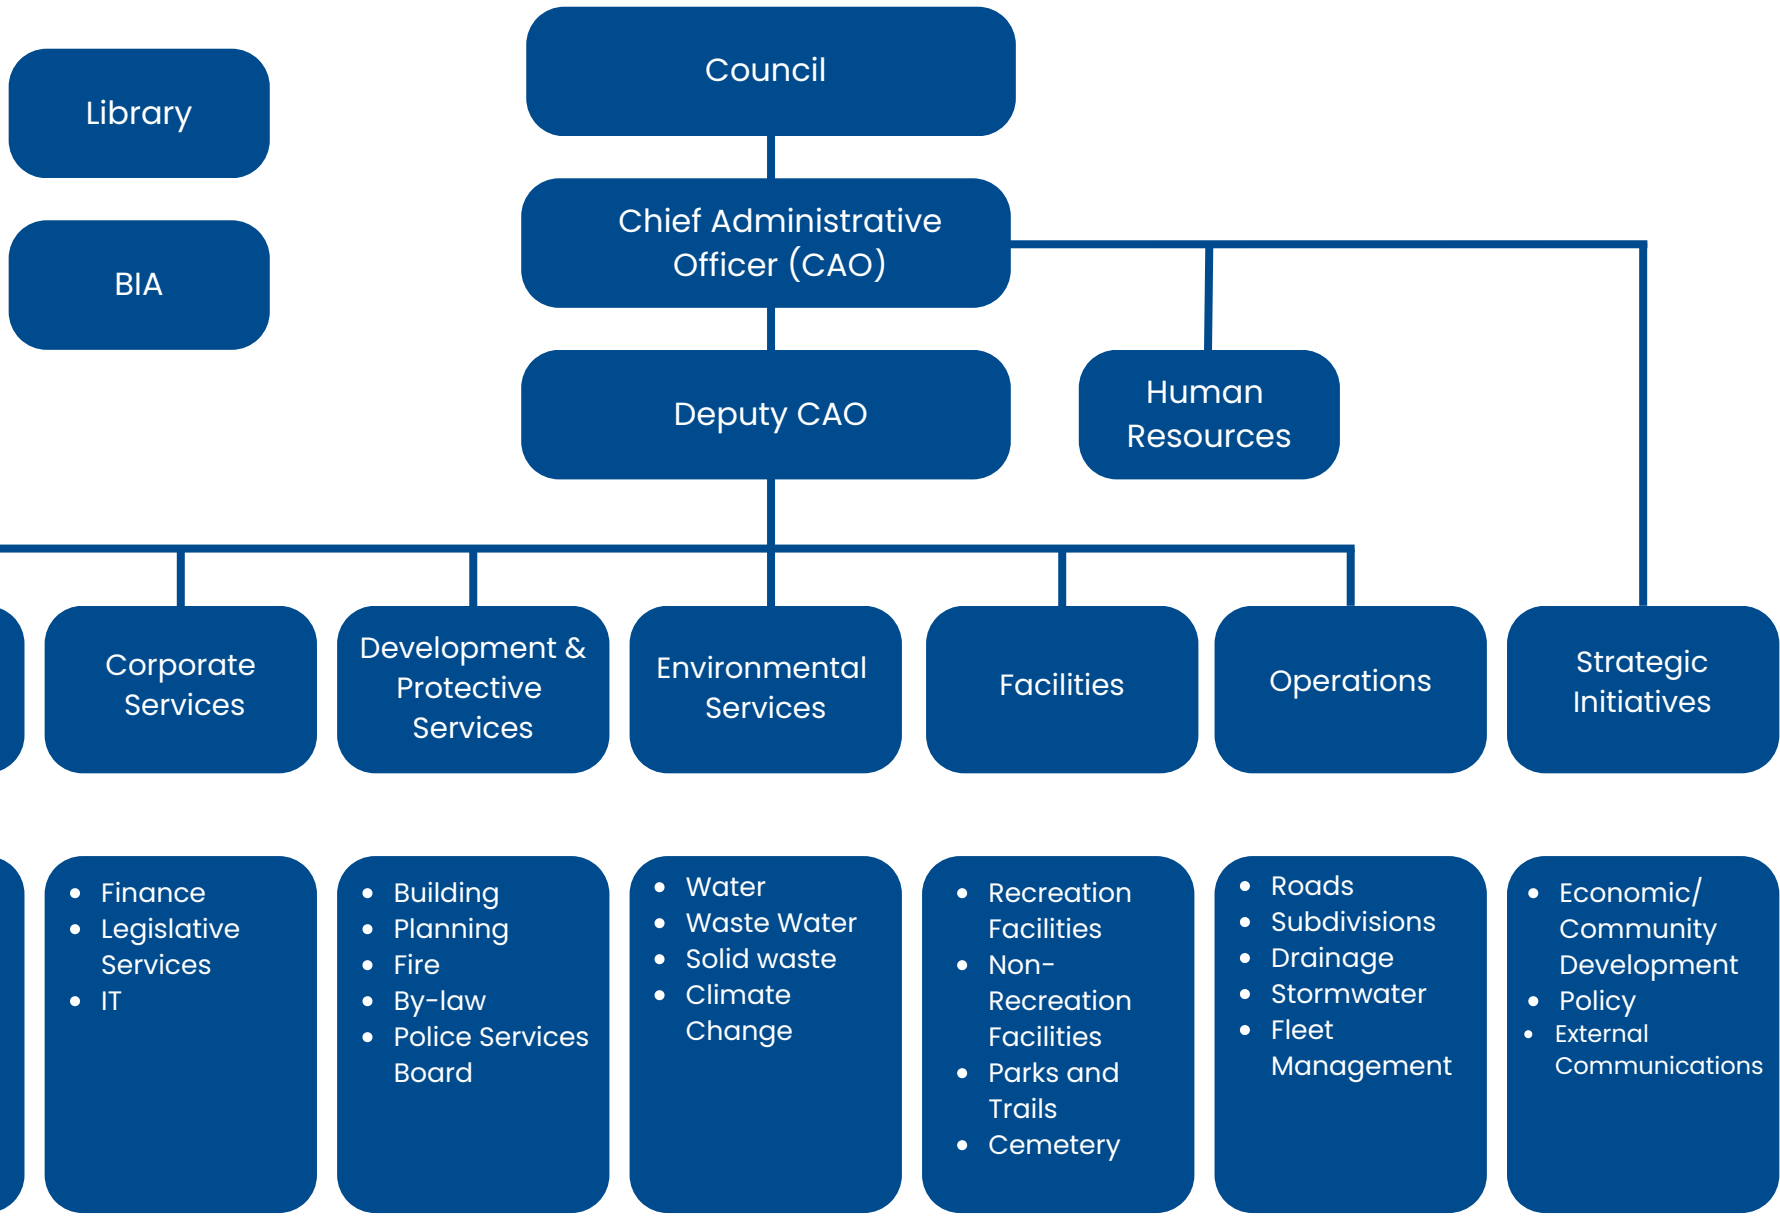 Council
Library
Chief Administrative
Officer (CAO)
BIA
Deputy CAO
Human
Resources
Corporate
Services
Development &
Protective
Services
Environmental
Services
Facilities
Operations
Strategic
Initiatives
• Finance
• Legislative
Services
• IT
• Building
• Planning
• Fire
• By-law
• Police Services
Board
• Water
• Waste Water
• Solid waste
• Climate
Change
• Recreation
Facilities
• Non-
Recreation
Facilities
• Parks and
Trails
• Cemetery
• Roads
• Subdivisions
• Drainage
• Stormwater
• Fleet
Management
• Economic/
Community
Development
• Policy
• External
Communications